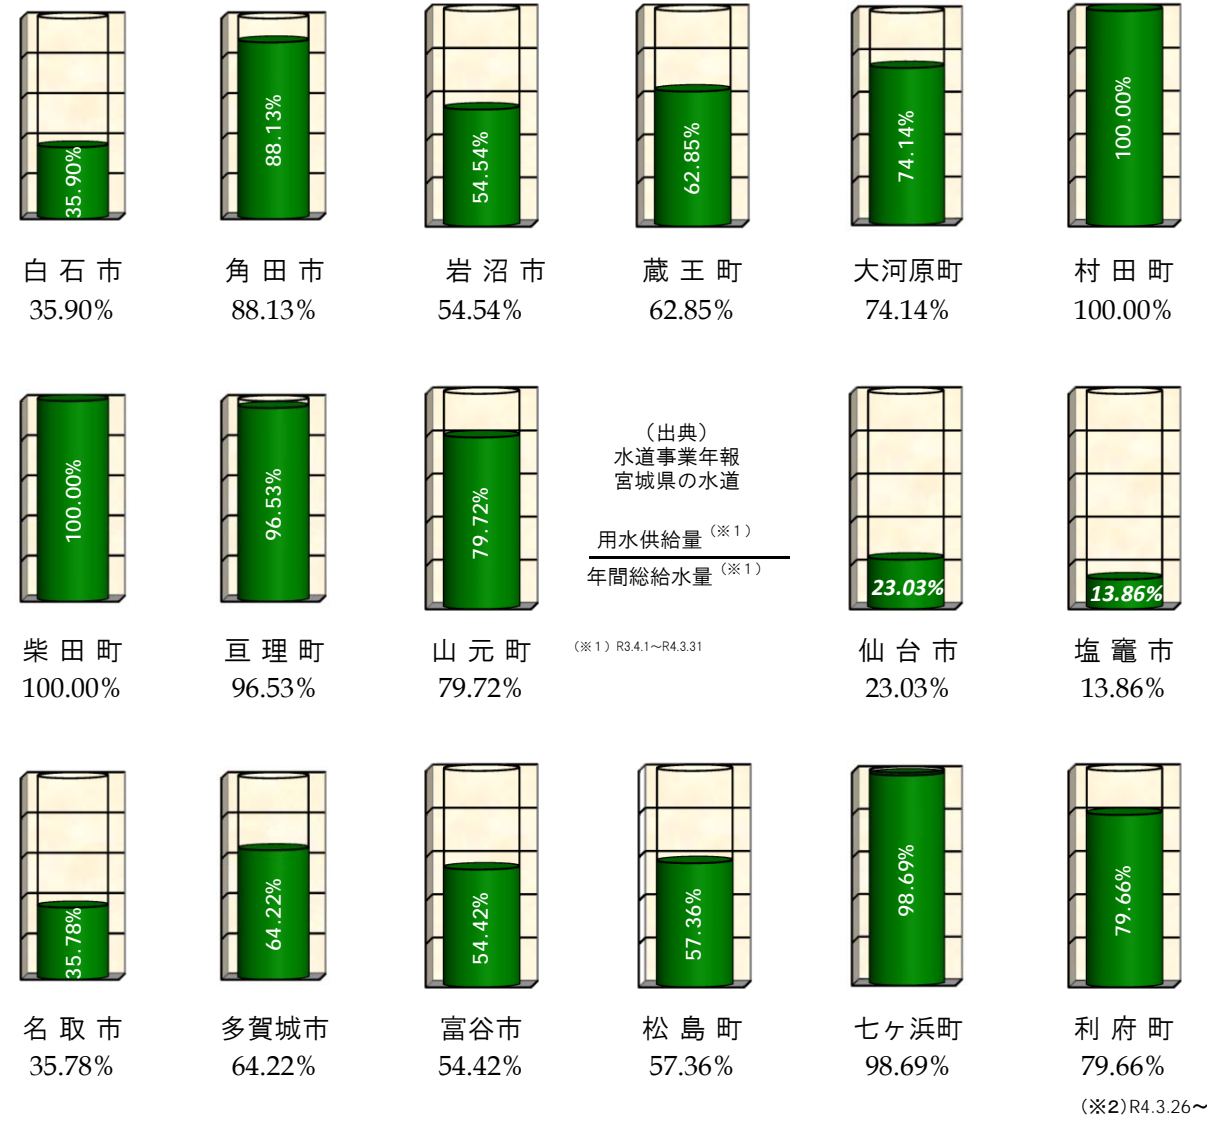 35.90%
88.13%
54.54%
62.85%
74.14%
100.00%
白石市
角田市
岩沼市
蔵王町
大河原町
村田町
35.90%
88.13%
54.54%
62.85%
74.14%
100.00%
100.00%
96.53%
79.72%
（出典）
水道事業年報
宮城県の水道
用水供給量（※1）
年間総給水量（※1）
23.03%
13.86%
柴田町
亘理町
山元町
（※1）R3.4.1～R4.3.31
仙台市
塩竈市
100.00%
96.53%
79.72%
23.03%
13.86%
35.78%
64.22%
54.42%
57.36%
98.69%
79.66%
名取市
多賀城市
富谷市
松島町
七ヶ浜町
利府町
35.78%
64.22%
54.42%
57.36%
98.69%
79.66%
(※2)R4.3.26～